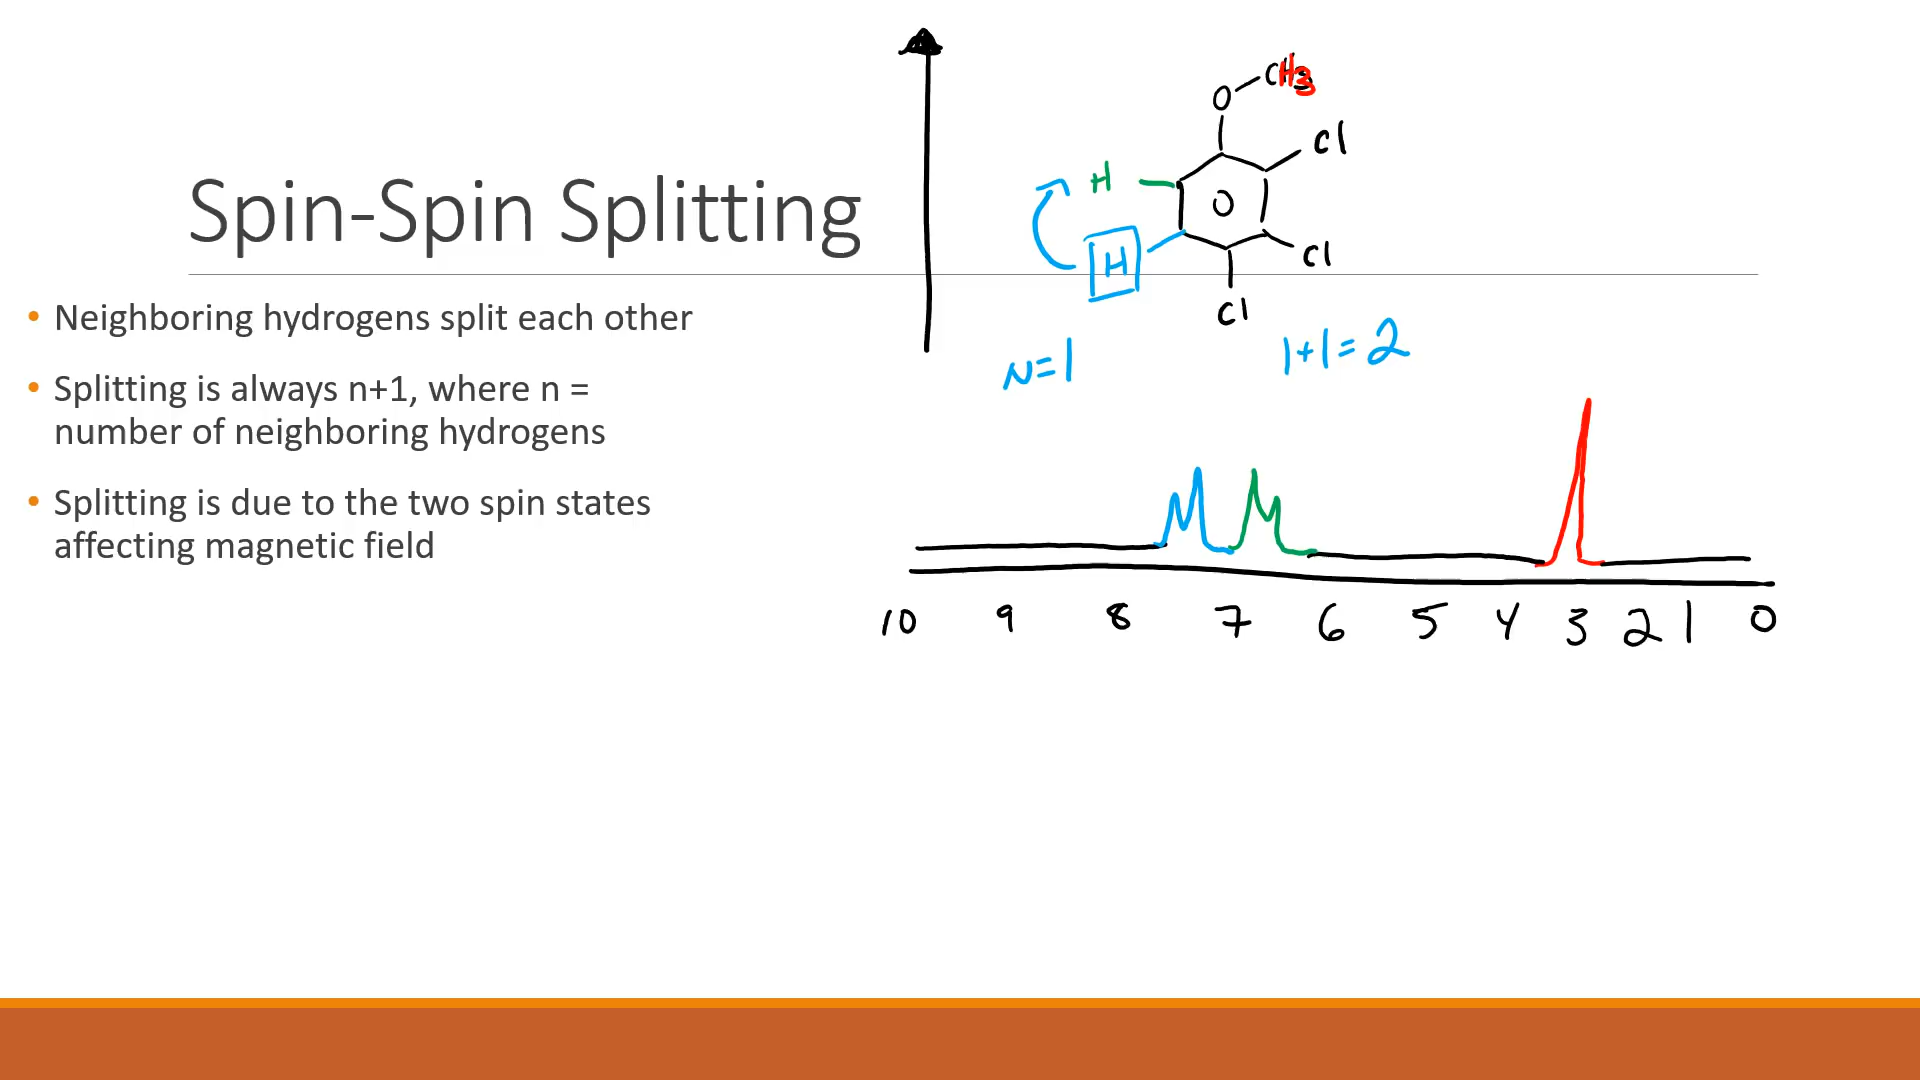 Spin-Spin Splitting
• Neighboring hydrogens split each other
• Splitting is always n+1, where n =
number of neighboring hydrogens
• Splitting is due to the two spin states
affecting magnetic field
O CH3
Cl
H
O
H
Cl
Cl
N=1
1+1=2
10 9 8 7 6 5 4 3 2 1 0